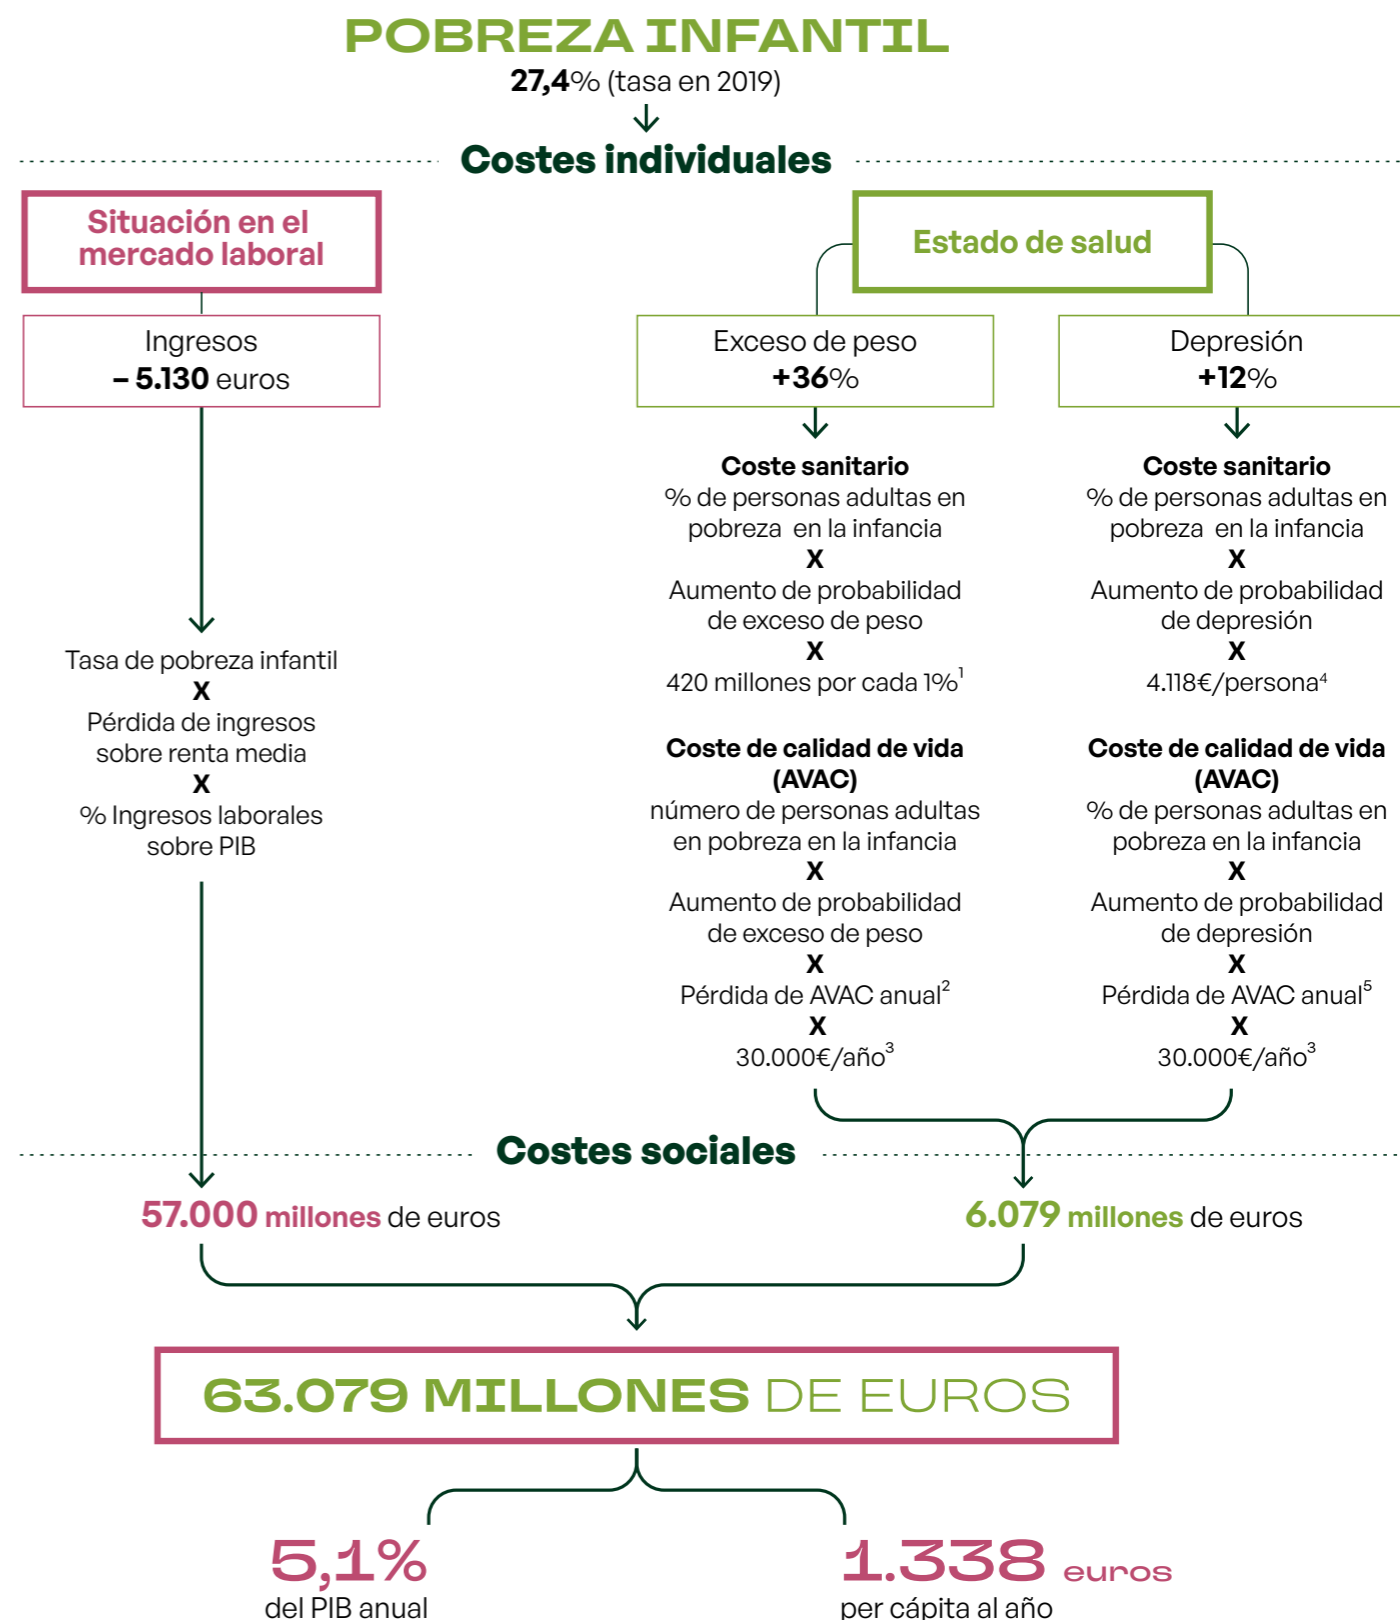 POBREZA INFANTIL
27,4% (tasa en 2019)
Costes individuales
Situación en el
mercado laboral
Ingresos
– 5.130 euros
Tasa de pobreza infantil
X
Pérdida de ingresos
sobre renta media
X
% Ingresos laborales
sobre PIB
Estado de salud
Exceso de peso
+36%
Coste sanitario
% de personas adultas en
pobreza en la infancia
X
Aumento de probabilidad
de exceso de peso
X
420 millones por cada 1%¹
Coste de calidad de vida
(AVAC)
número de personas adultas
en pobreza en la infancia
X
Aumento de probabilidad
de exceso de peso
X
Pérdida de AVAC anual²
X
30.000€/año³
Depresión
+12%
Coste sanitario
% de personas adultas en
pobreza en la infancia
X
Aumento de probabilidad
de depresión
X
4.118€/persona⁴
Coste de calidad de vida
(AVAC)
% de personas adultas en
pobreza en la infancia
X
Aumento de probabilidad
de depresión
X
Pérdida de AVAC anual⁵
X
30.000€/año³
Costes sociales
57.000 millones de euros
6.079 millones de euros
63.079 MILLONES DE EUROS
5,1%
del PIB anual
1.338 euros
per cápita al año